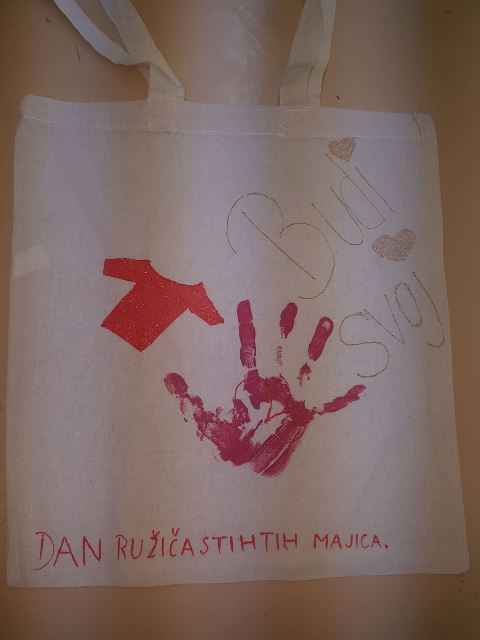 Budi
svoj
DAN RUŽIČASTIHTIH MAJICA.